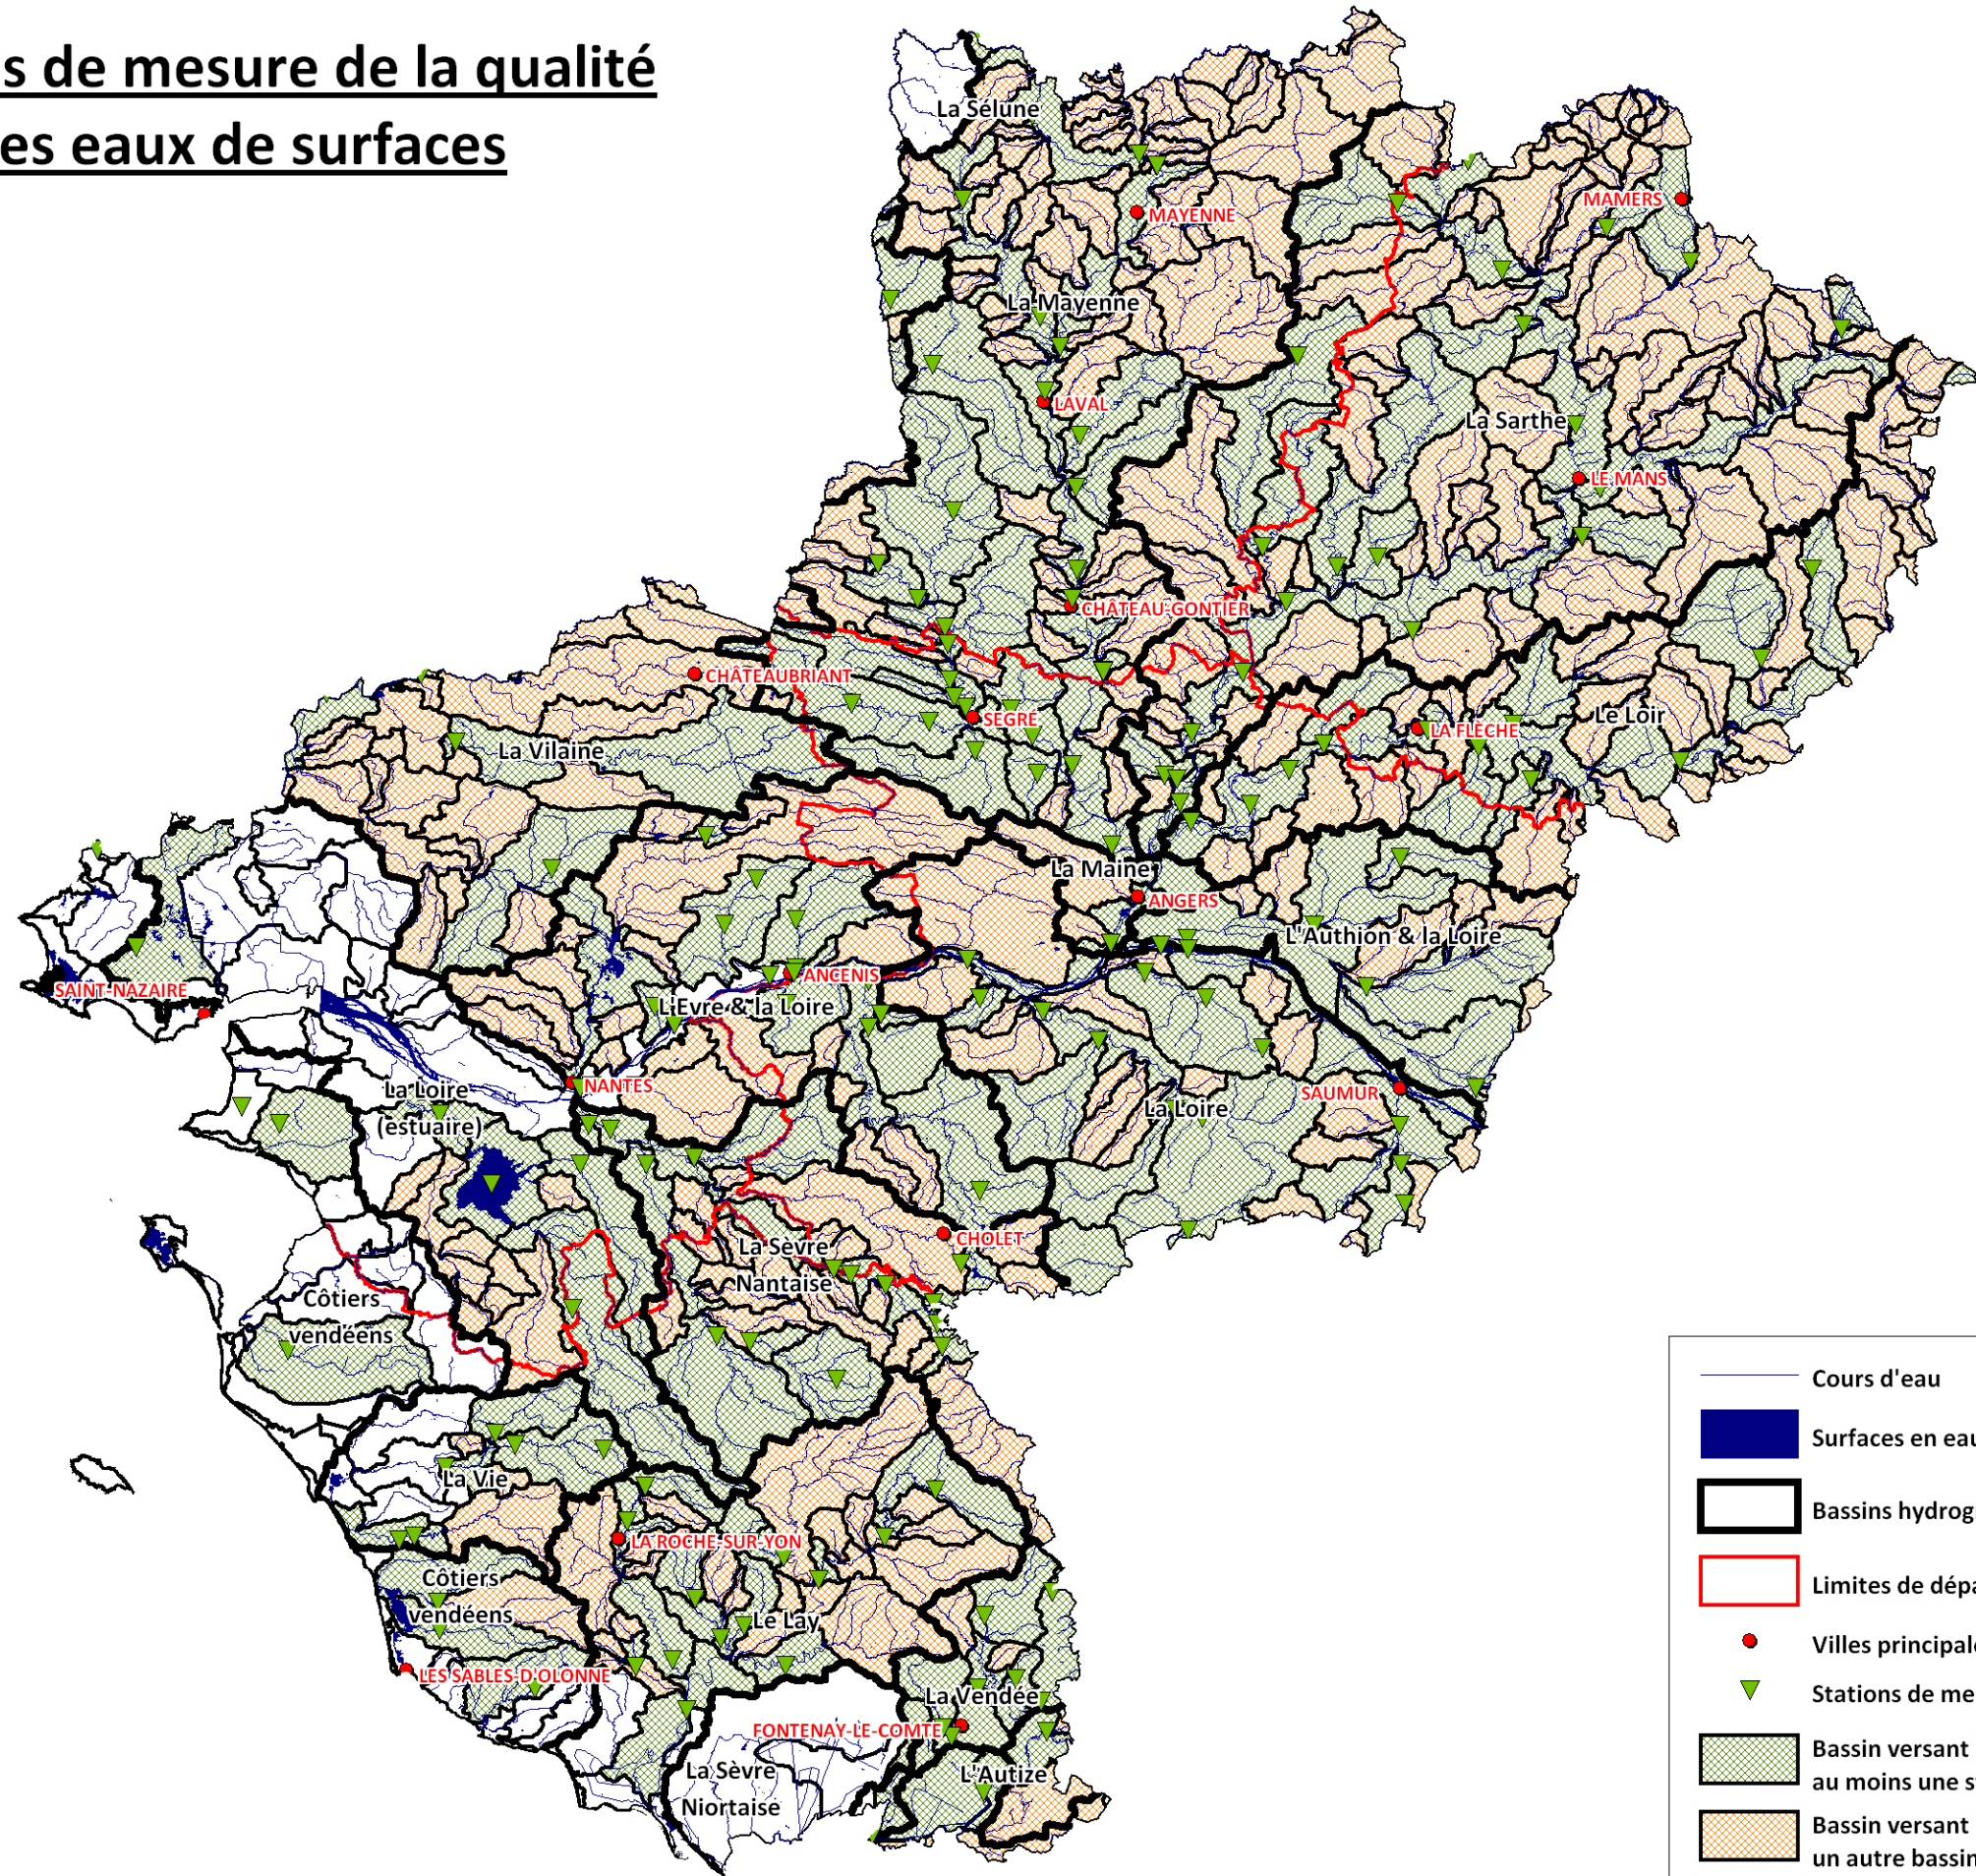 s de mesure de la qualité
es eaux de surfaces
La Sélune
MAMERS
MAYENNE
La Mayenne
LAVAL
La Sarthe
LE MANS
CHÂTEAU-GONTIER
CHÂTEAUBRIANT
SEGRÉ
Le Loir
LA FLÈCHE
La Vilaine
La Maine
ANGERS
L'Authion & la Loire
ANCENIS
SAINT-NAZAIRE
L'Evre & la Loire
NANTES
La Loire
(estuaire)
SAUMUR
La Loire
CHOLET
La Sèvre
Nantaise
Côtiers
vendéens
La Vie
LA ROCHE-SUR-YON
Côtiers
vendéens
Le Lay
LES SABLES-D'OLONNE
La Vendée
FONTENAY-LE-COMTE
La Sèvre
Niortaise
L'Autize
Cours d'eau
Surfaces en eau
Bassins hydrog
Limites de dépa
Villes principale
Stations de me
Bassin versant
au moins une s
Bassin versant
un autre bassin